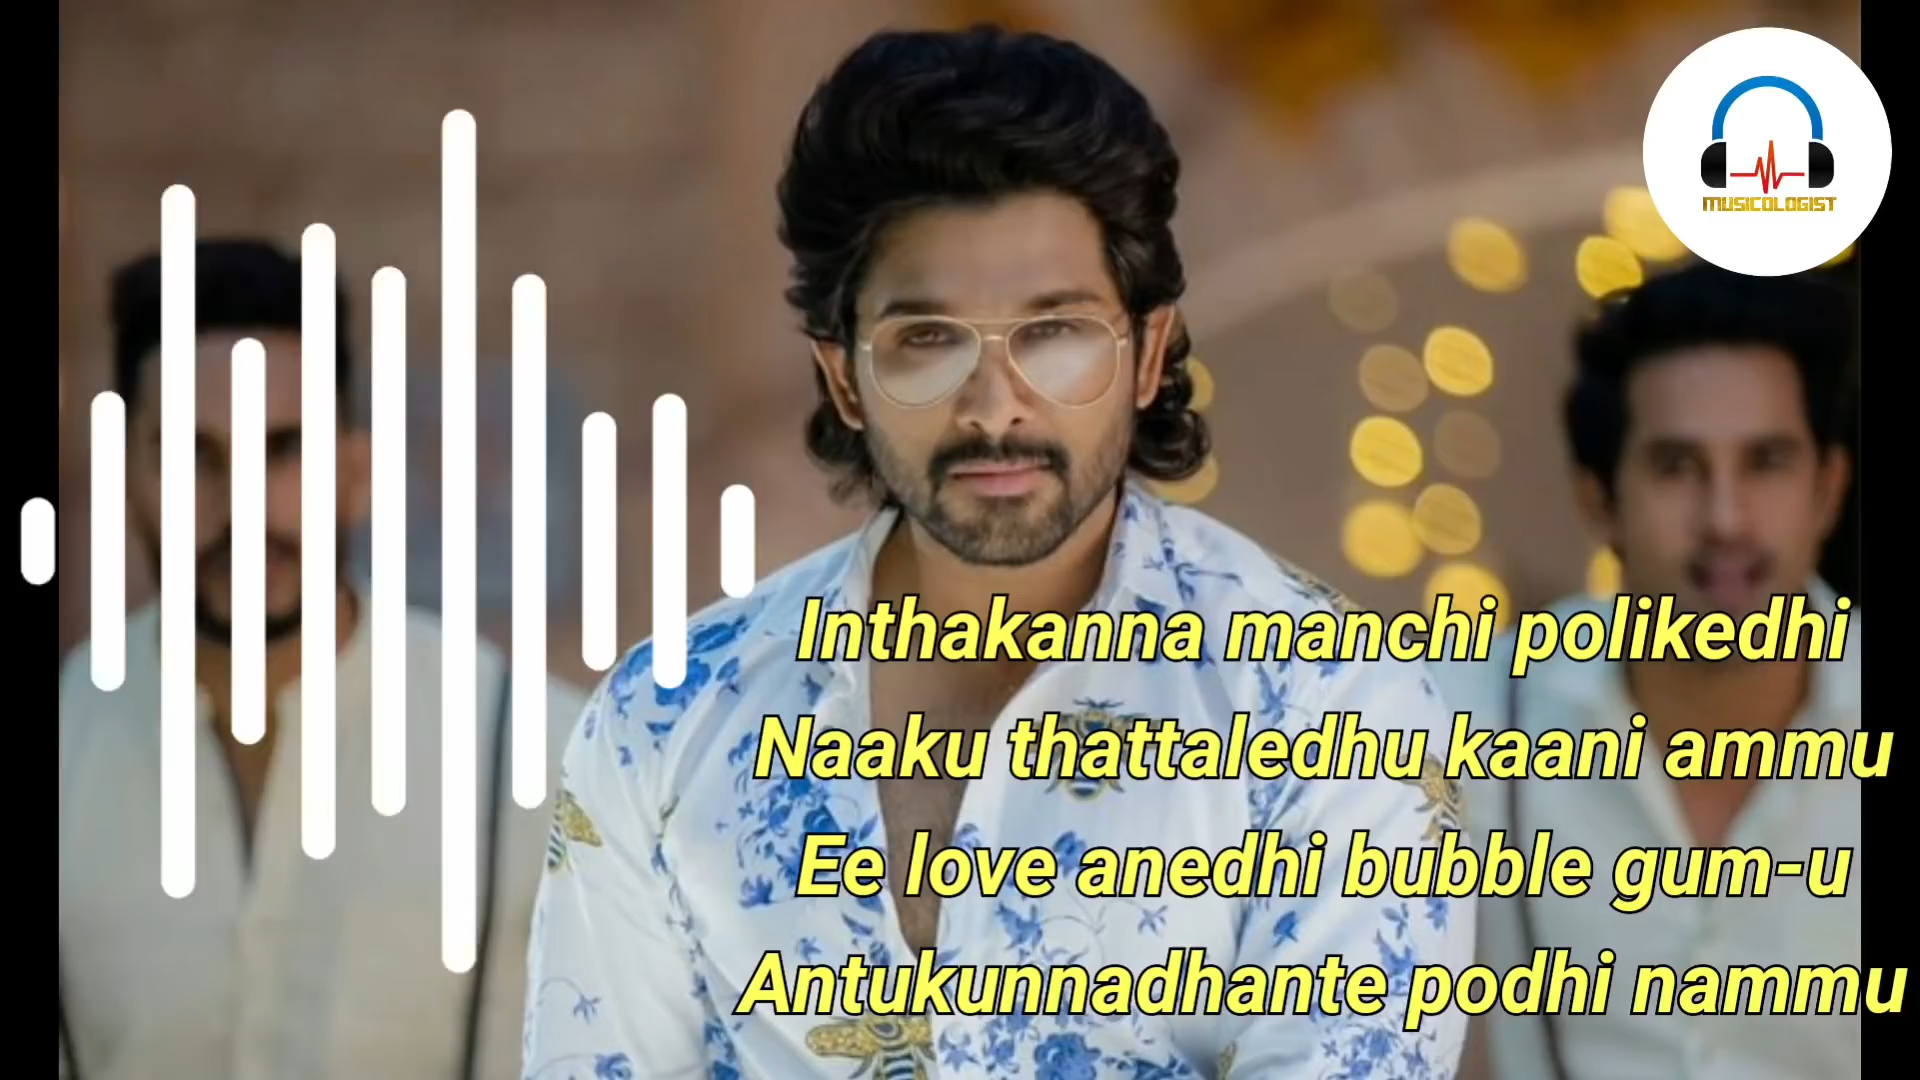 MUSICOLOGIST
Inthakanna manchi polikedhi
Naaku thattaledhu kaani ammu
Ee love anedhi bubble gum-u
Antukunnadhante podhi nammu